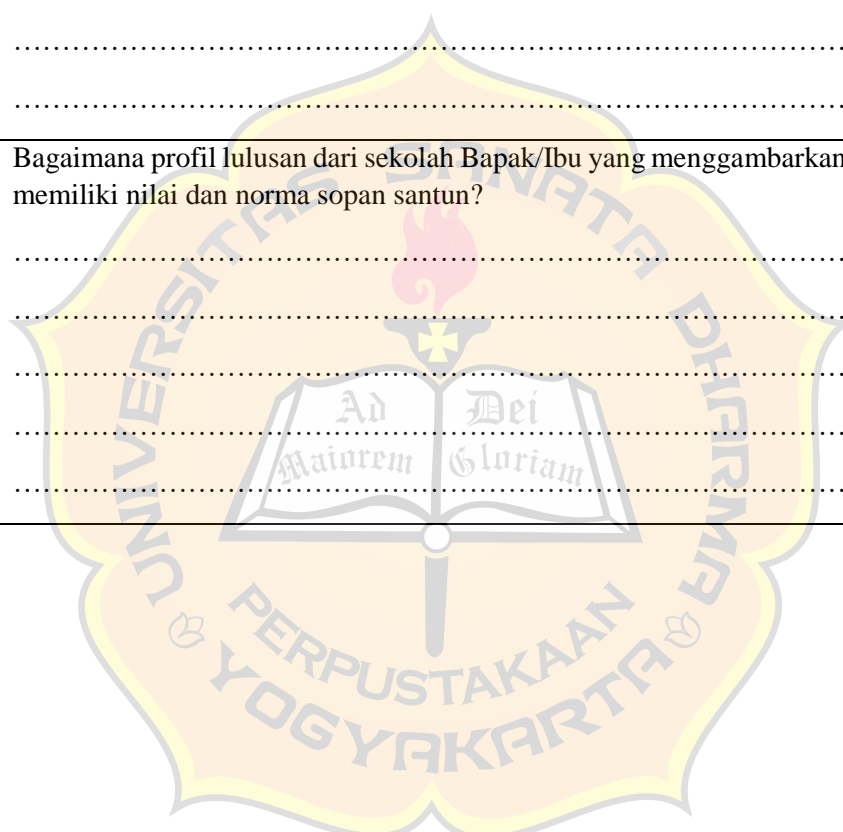 ……………………………………………………………………………
……………………………………………………………………………
Bagaimana profil lulusan dari sekolah Bapak/Ibu yang menggambarkan
memiliki nilai dan norma sopan santun?
……………………………………………………………………………
……………………………………………………………………………
……………………………………………………………………………
……………………………………………………………………………
……………………………………………………………………………
UNIVERSITAS SANATA DHARMA
Ad Dei
Maiorem Gloriam
PERPUSTAKAAN
YOGYAKARTA